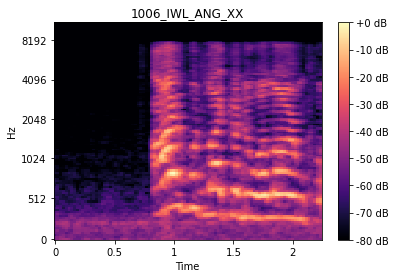 1006_IWL_ANG_XX
Hz
8192
4096
2048
1024
512
0
0
0.5
1
1.5
2
Time
+0 dB
-10 dB
-20 dB
-30 dB
-40 dB
-50 dB
-60 dB
-70 dB
-80 dB